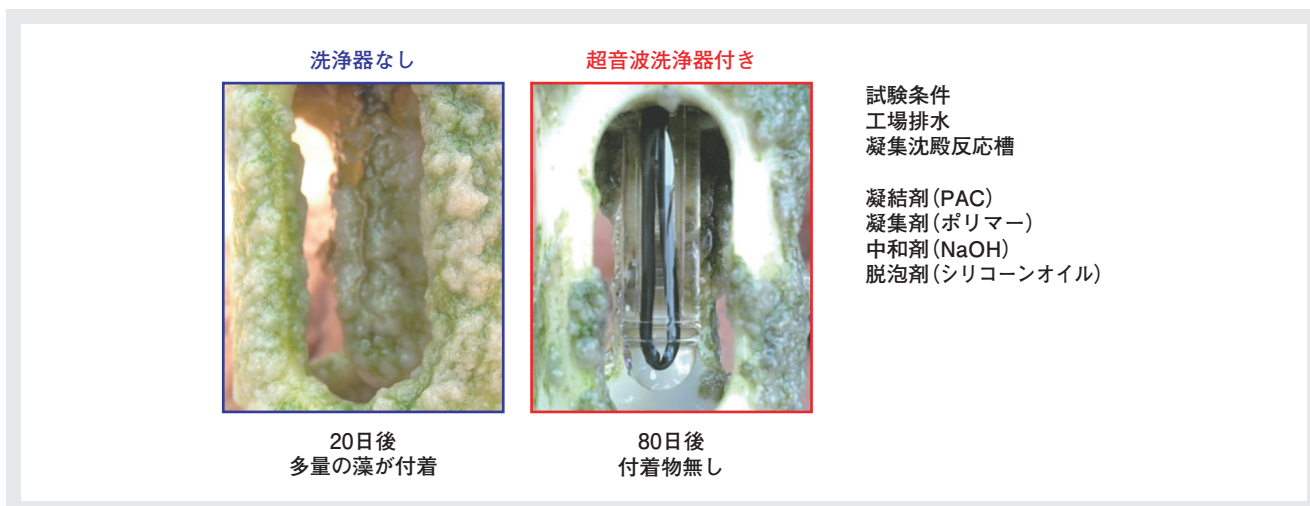 洗浄器なし
超音波洗浄器付き
20日後
多量の藻が付着
80日後
付着物無し
試験条件
工場排水
凝集沈殿反応槽
凝結剤(PAC)
凝集剤(ポリマー)
中和剤(NaOH)
脱泡剤(シリコーンオイル)